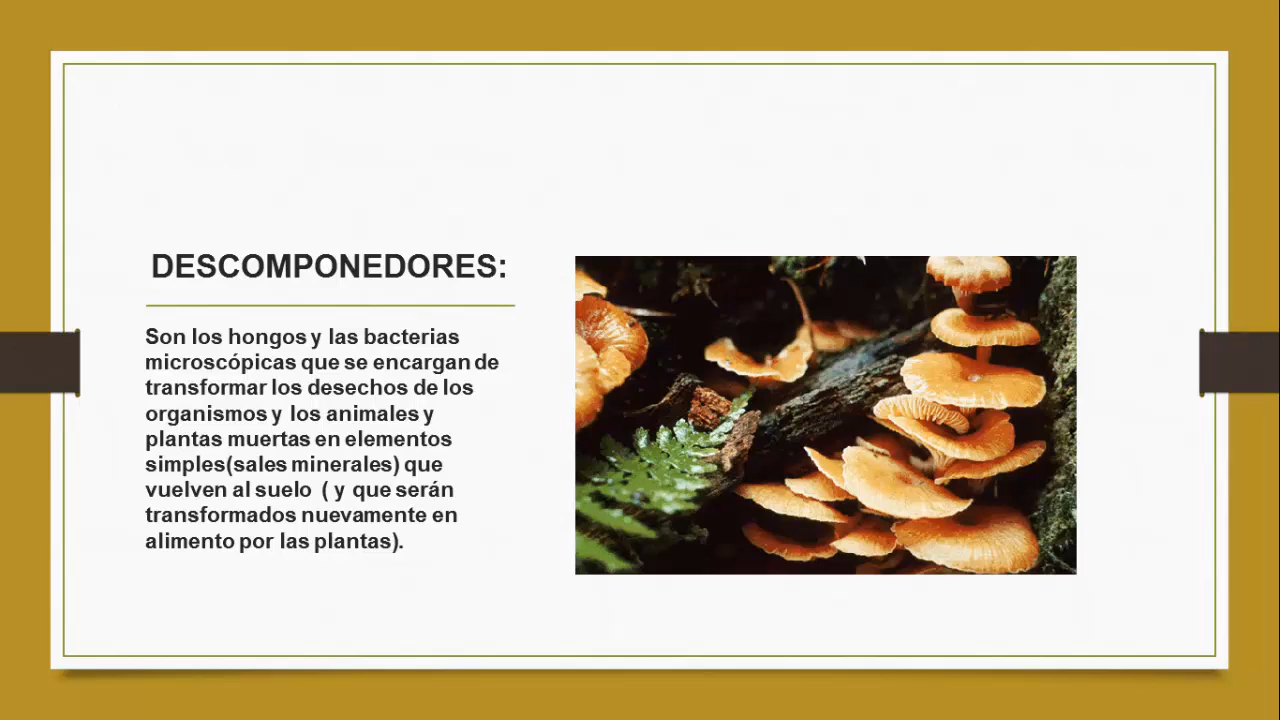 DESCOMPONEDORES:
Son los hongos y las bacterias
microscópicas que se encargan de
transformar los desechos de los
organismos y los animales y
plantas muertas en elementos
simples(sales minerales) que
vuelven al suelo ( y que serán
transformados nuevamente en
alimento por las plantas).